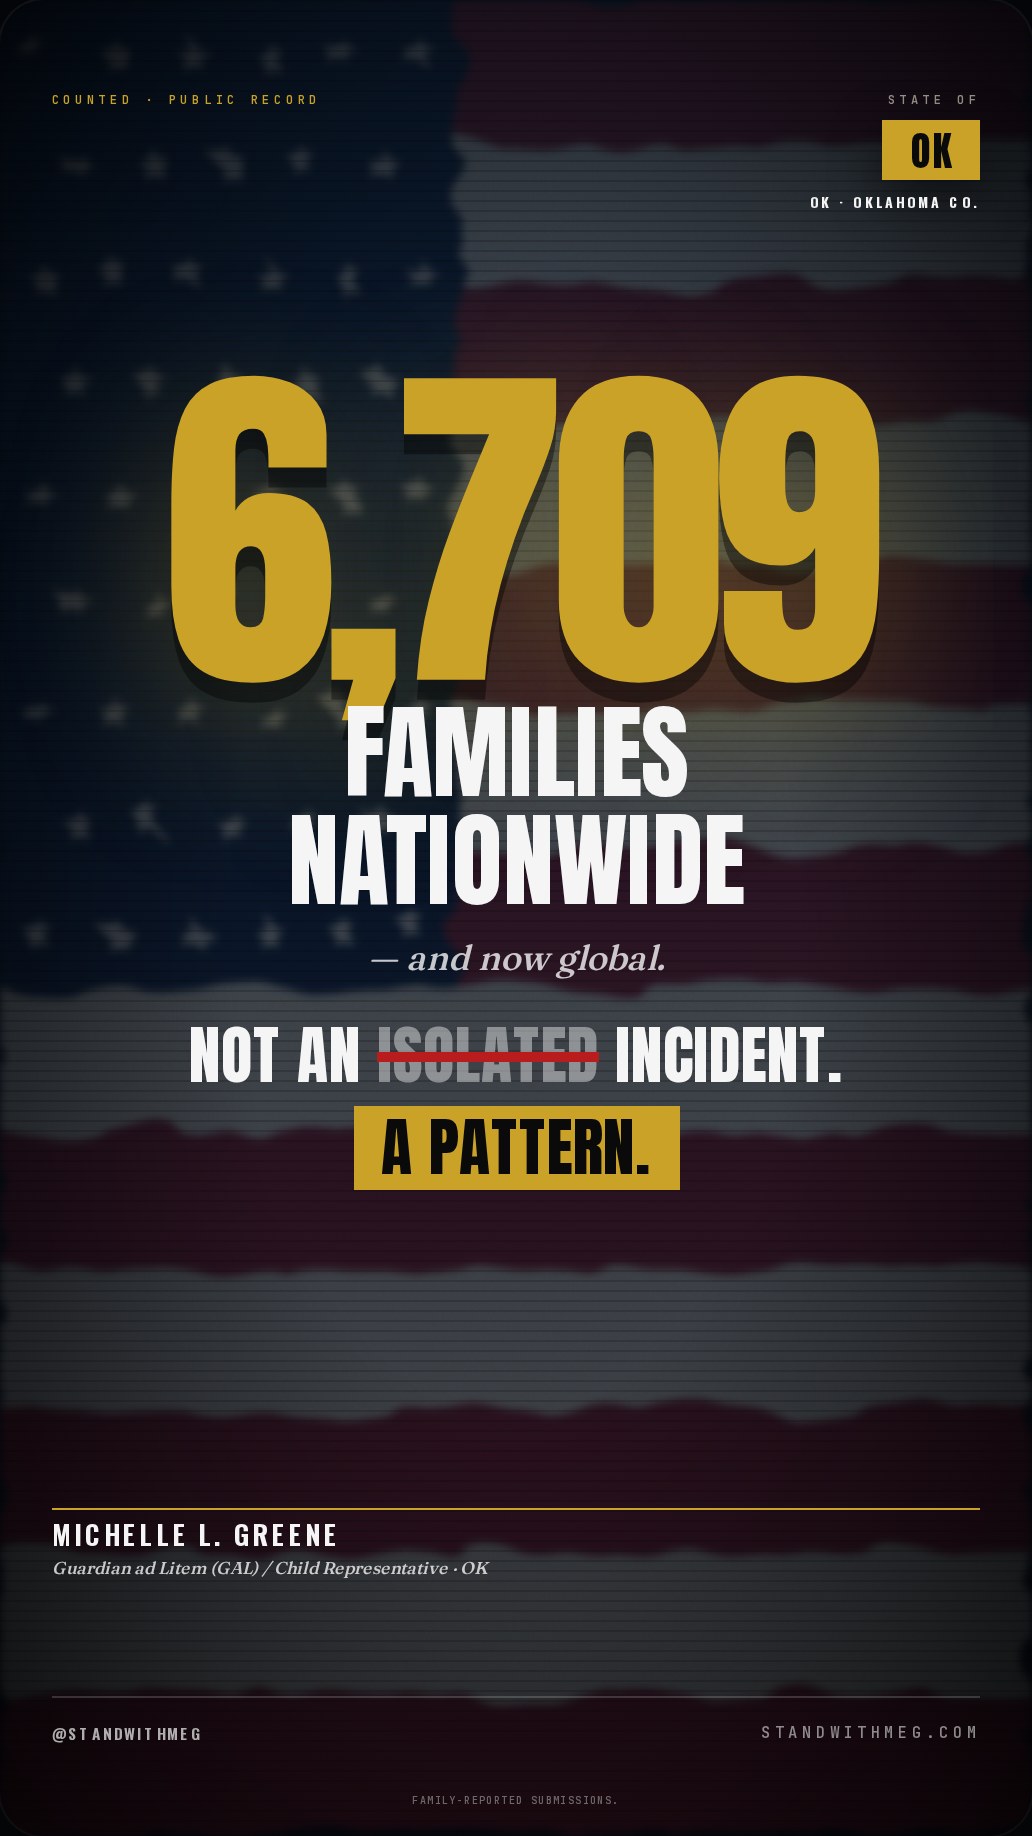 COUNTED · PUBLIC RECORD
STATE OF
OK
OK · OKLAHOMA CO.
6,709
FAMILIES
NATIONWIDE
— and now global.
NOT AN ISOLATED INCIDENT.
A PATTERN.
MICHELLE L. GREENE
Guardian ad Litem (GAL) / Child Representative · OK
@STANDWITHMEG
STANDWITHMEG.COM
FAMILY-REPORTED SUBMISSIONS.